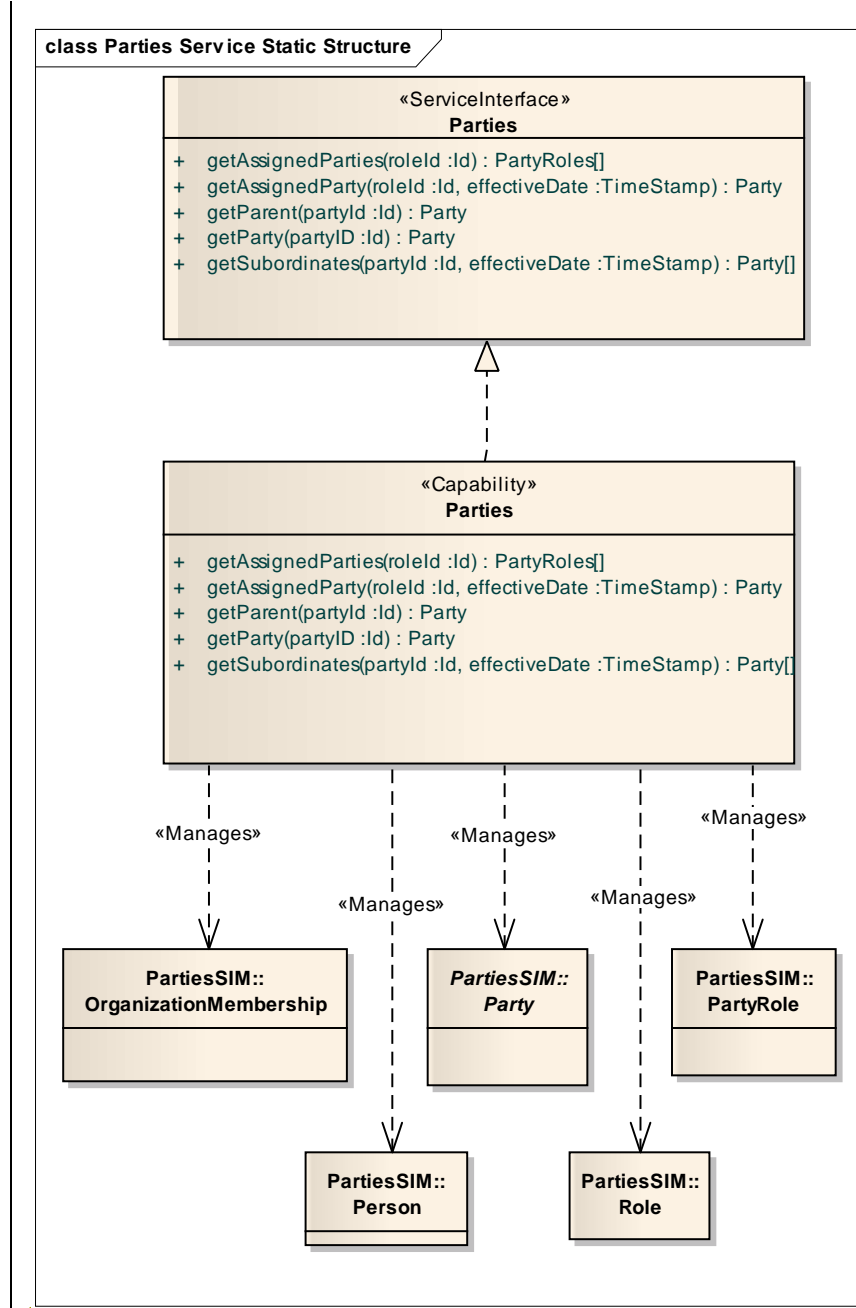 class Parties Service Static Structure
«ServiceInterface»
Parties
+ getAssignedParties(roleId :Id) : PartyRoles[]
+ getAssignedParty(roleId :Id, effectiveDate :TimeStamp) : Party
+ getParent(partyId :Id) : Party
+ getParty(partyID :Id) : Party
+ getSubordinates(partyId :Id, effectiveDate :TimeStamp) : Party[]
«Capability»
Parties
+ getAssignedParties(roleId :Id) : PartyRoles[]
+ getAssignedParty(roleId :Id, effectiveDate :TimeStamp) : Party
+ getParent(partyId :Id) : Party
+ getParty(partyID :Id) : Party
+ getSubordinates(partyId :Id, effectiveDate :TimeStamp) : Party[]
«Manages»
«Manages»
«Manages»
«Manages»
«Manages»
PartiesSIM::
OrganizationMembership
PartiesSIM::
Party
PartiesSIM::
PartyRole
PartiesSIM::
Person
PartiesSIM::
Role